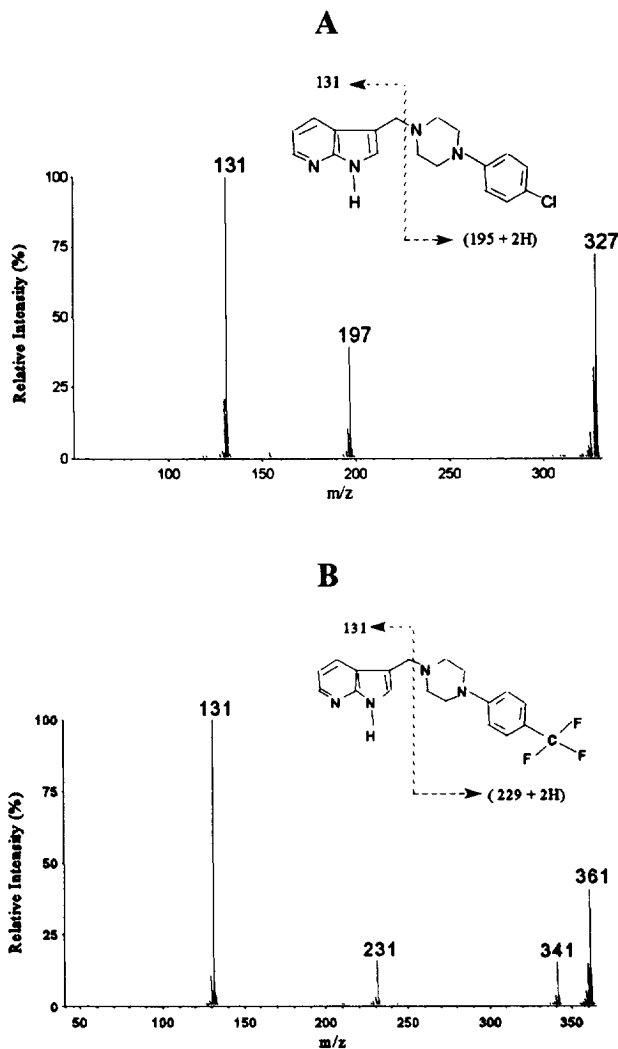 A
131
N
N
N
N
H
Cl
(195 + 2H)
131
197
327
100
75
50
25
0
Relative Intensity (%)
100
150
200
250
300
m/z
B
131
N
N
N
N
H
F
C
F
F
(229 + 2H)
131
231
341
361
100
75
50
25
0
Relative Intensity (%)
50
100
150
200
250
300
350
m/z